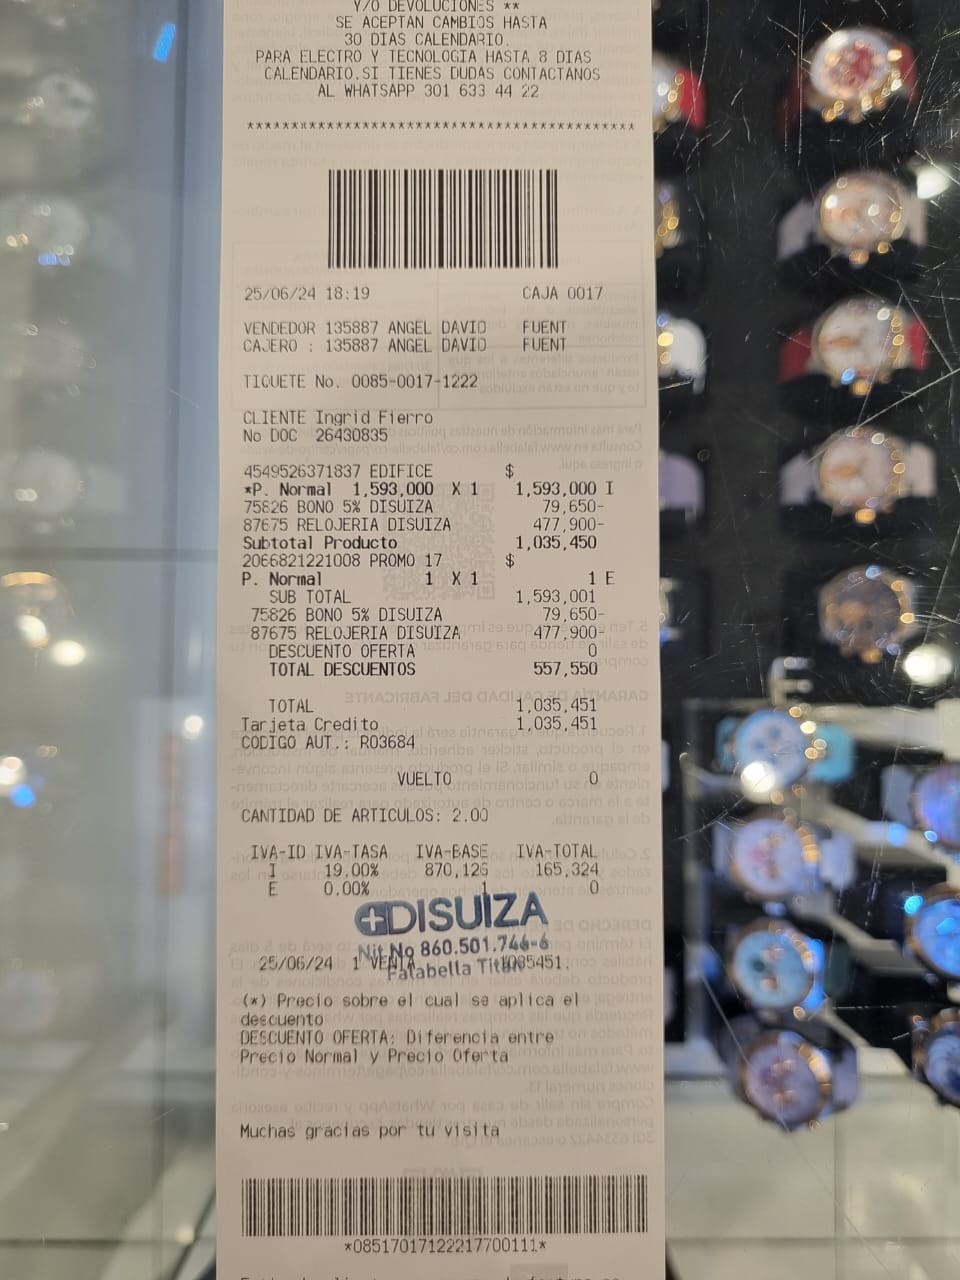 Y/O DEVOLUCIONES **
SE ACEPTAN CAMBIOS HASTA
30 DIAS CALENDARIO.
PARA ELECTRO Y TECNOLOGIA HASTA 8 DIAS
CALENDARIO.SI TIENES DUDAS CONTACTANOS
AL WHATSAPP 301 633 44 22
***********************************
25/06/24 18:19 CAJA 0017
VENDEDOR 135887 ANGEL DAVID FUENT
CAJERO : 135887 ANGEL DAVID FUENT
TIQUETE No. 0085-0017-1222
CLIENTE Ingrid Fierro
No DOC 26430835
4549526371837 EDIFICE $
*P. Normal 1,593,000 X 1 1,593,000 I
75826 BONO 5% DISUIZA 79,650-
87675 RELOJERIA DISUIZA 477,900-
Subtotal Producto 1,035,450
2066821221008 PROMO 17 $
P. Normal 1 X 1 1 E
SUB TOTAL 1,593,001
75826 BONO 5% DISUIZA 79,650-
87675 RELOJERIA DISUIZA 477,900-
DESCUENTO OFERTA 0
TOTAL DESCUENTOS 557,550
TOTAL 1,035,451
Tarjeta Credito 1,035,451
CODIGO AUT.: R03684
VUELTO 0
CANTIDAD DE ARTICULOS: 2.00
IVA-ID IVA-TASA IVA-BASE IVA-TOTAL
I 19.00% 870,126 165,324
E 0.00% 1 0
DISUIZA
Nit No 860.501.746-6
Falabella Titán
25/06/24 1 VENTA 1035451.
(*) Precio sobre el cual se aplica el
descuento
DESCUENTO OFERTA: Diferencia entre
Precio Normal y Precio Oferta
Muchas gracias por tu visita
*08517017122217700111*